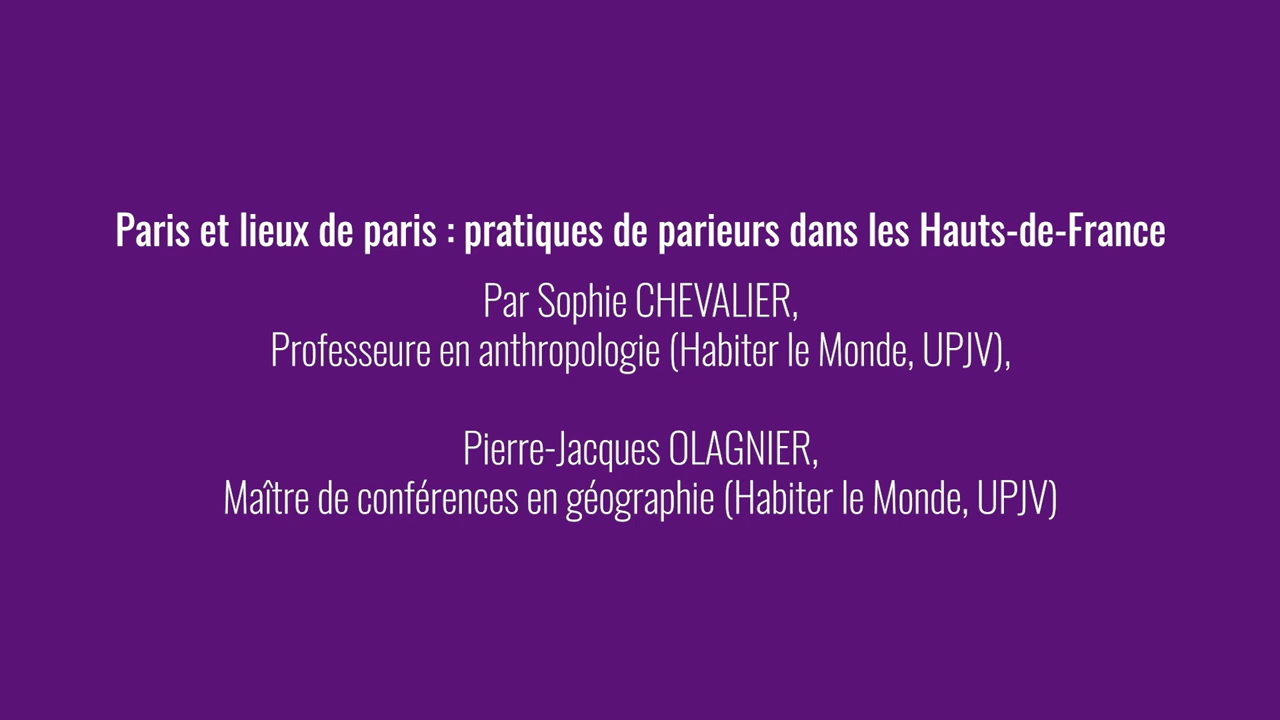 Paris et lieux de paris : pratiques de parieurs dans les Hauts-de-France
Par Sophie CHEVALIER,
Professeure en anthropologie (Habiter le Monde, UPJV),
Pierre-Jacques OLAGNIER,
Maître de conférences en géographie (Habiter le Monde, UPJV)